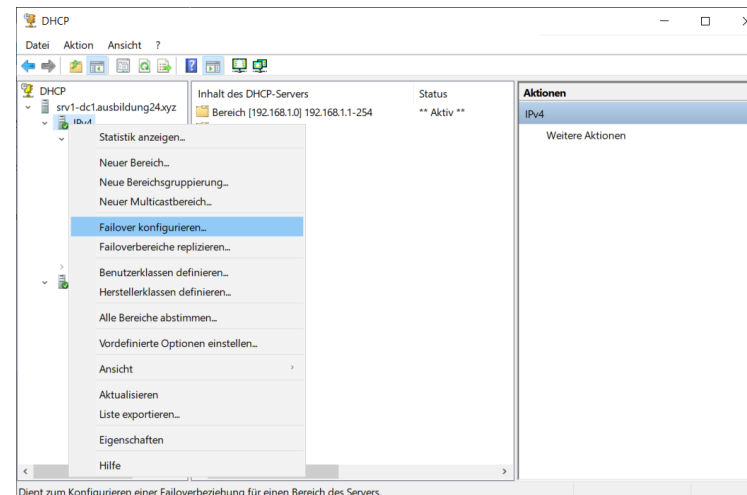 DHCP
Datei Aktion Ansicht ?
DHCP
srv1-dc1.ausbildung24.xyz
IPv4
Inhalt des DHCP-Servers Status
Bereich [192.168.1.0] 192.168.1.1-254 ** Aktiv **
Aktionen
IPv4
Weitere Aktionen
Statistik anzeigen...
Neuer Bereich...
Neue Bereichsgruppierung...
Neuer Multicastbereich...
Failover konfigurieren...
Failoverbereiche replizieren...
Benutzerklassen definieren...
Herstellerklassen definieren...
Alle Bereiche abstimmen...
Vordefinierte Optionen einstellen...
Ansicht
Aktualisieren
Liste exportieren...
Eigenschaften
Hilfe
Dient zum Konfigurieren einer Failoverbeziehung für einen Bereich des Servers.